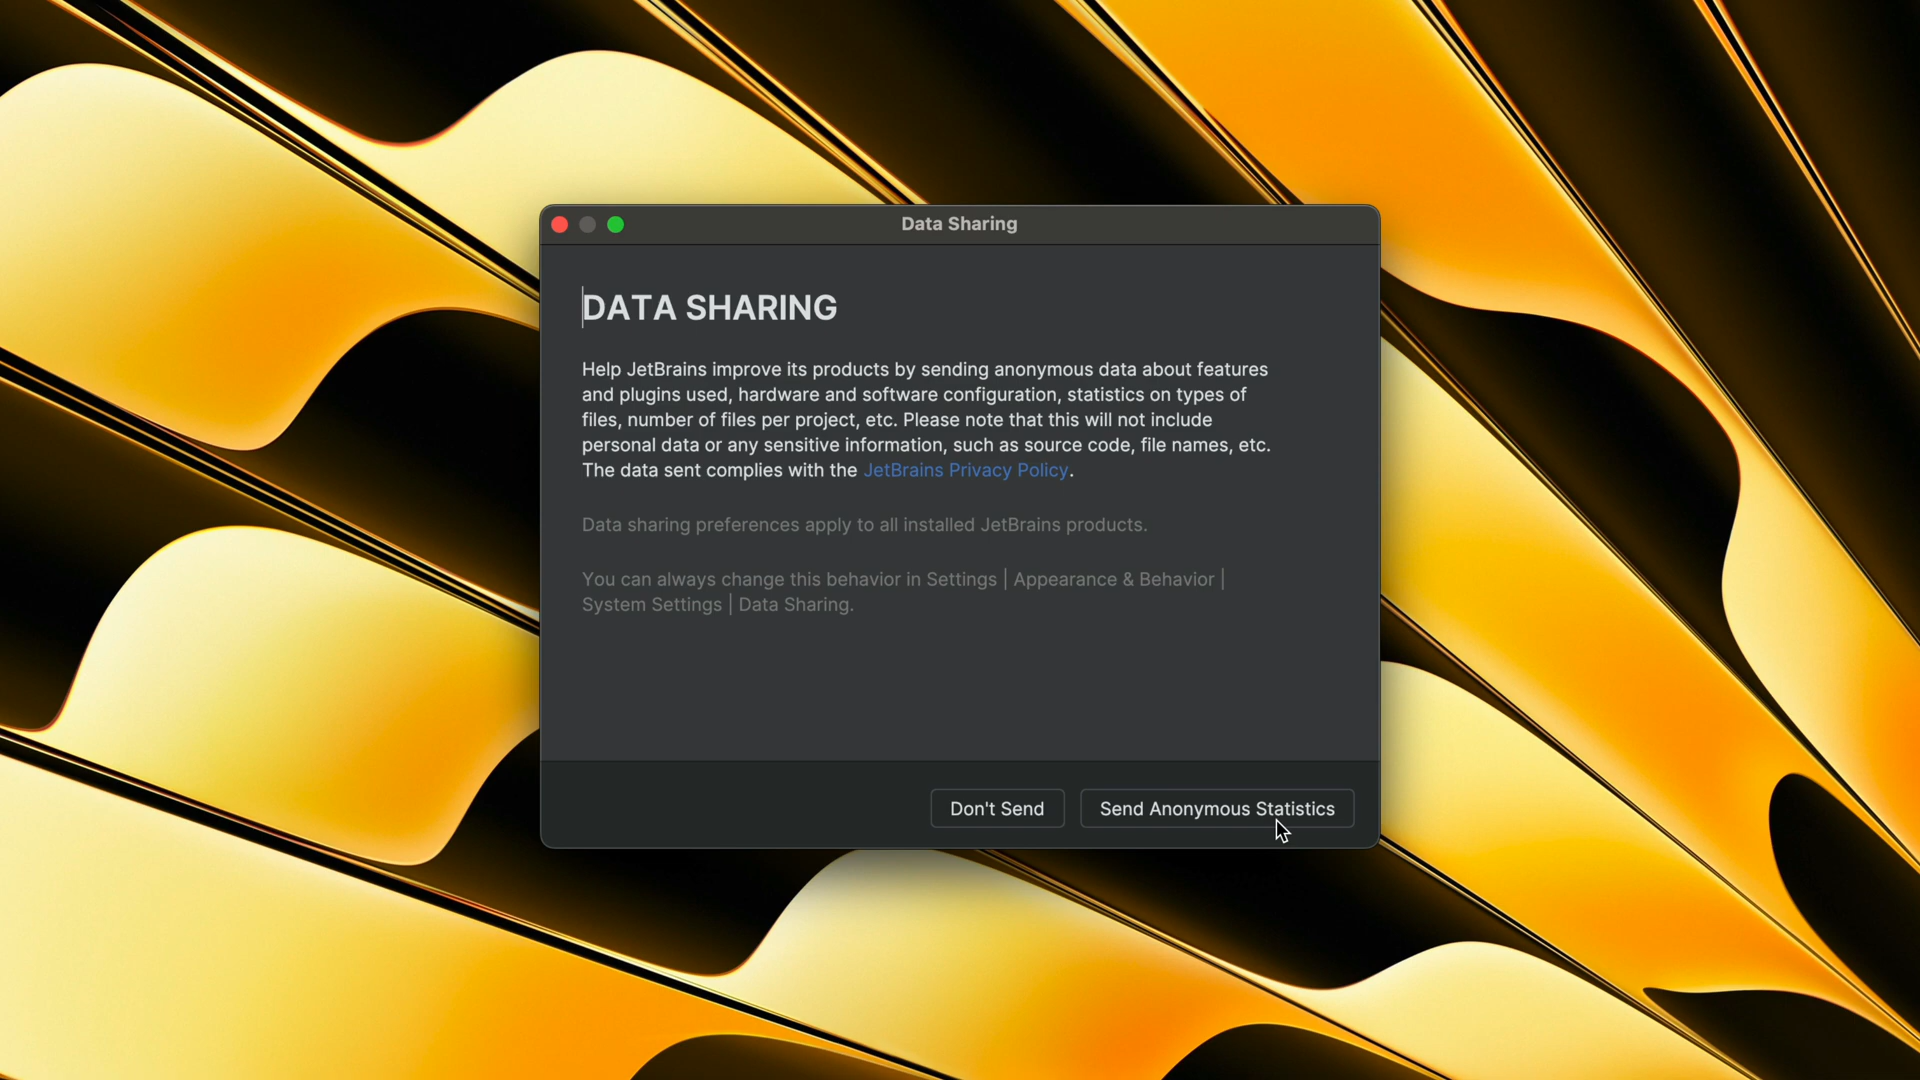 Data Sharing
DATA SHARING
Help JetBrains improve its products by sending anonymous data about features
and plugins used, hardware and software configuration, statistics on types of
files, number of files per project, etc. Please note that this will not include
personal data or any sensitive information, such as source code, file names, etc.
The data sent complies with the JetBrains Privacy Policy.
Data sharing preferences apply to all installed JetBrains products.
You can always change this behavior in Settings | Appearance & Behavior |
System Settings | Data Sharing.
Don't Send
Send Anonymous Statistics